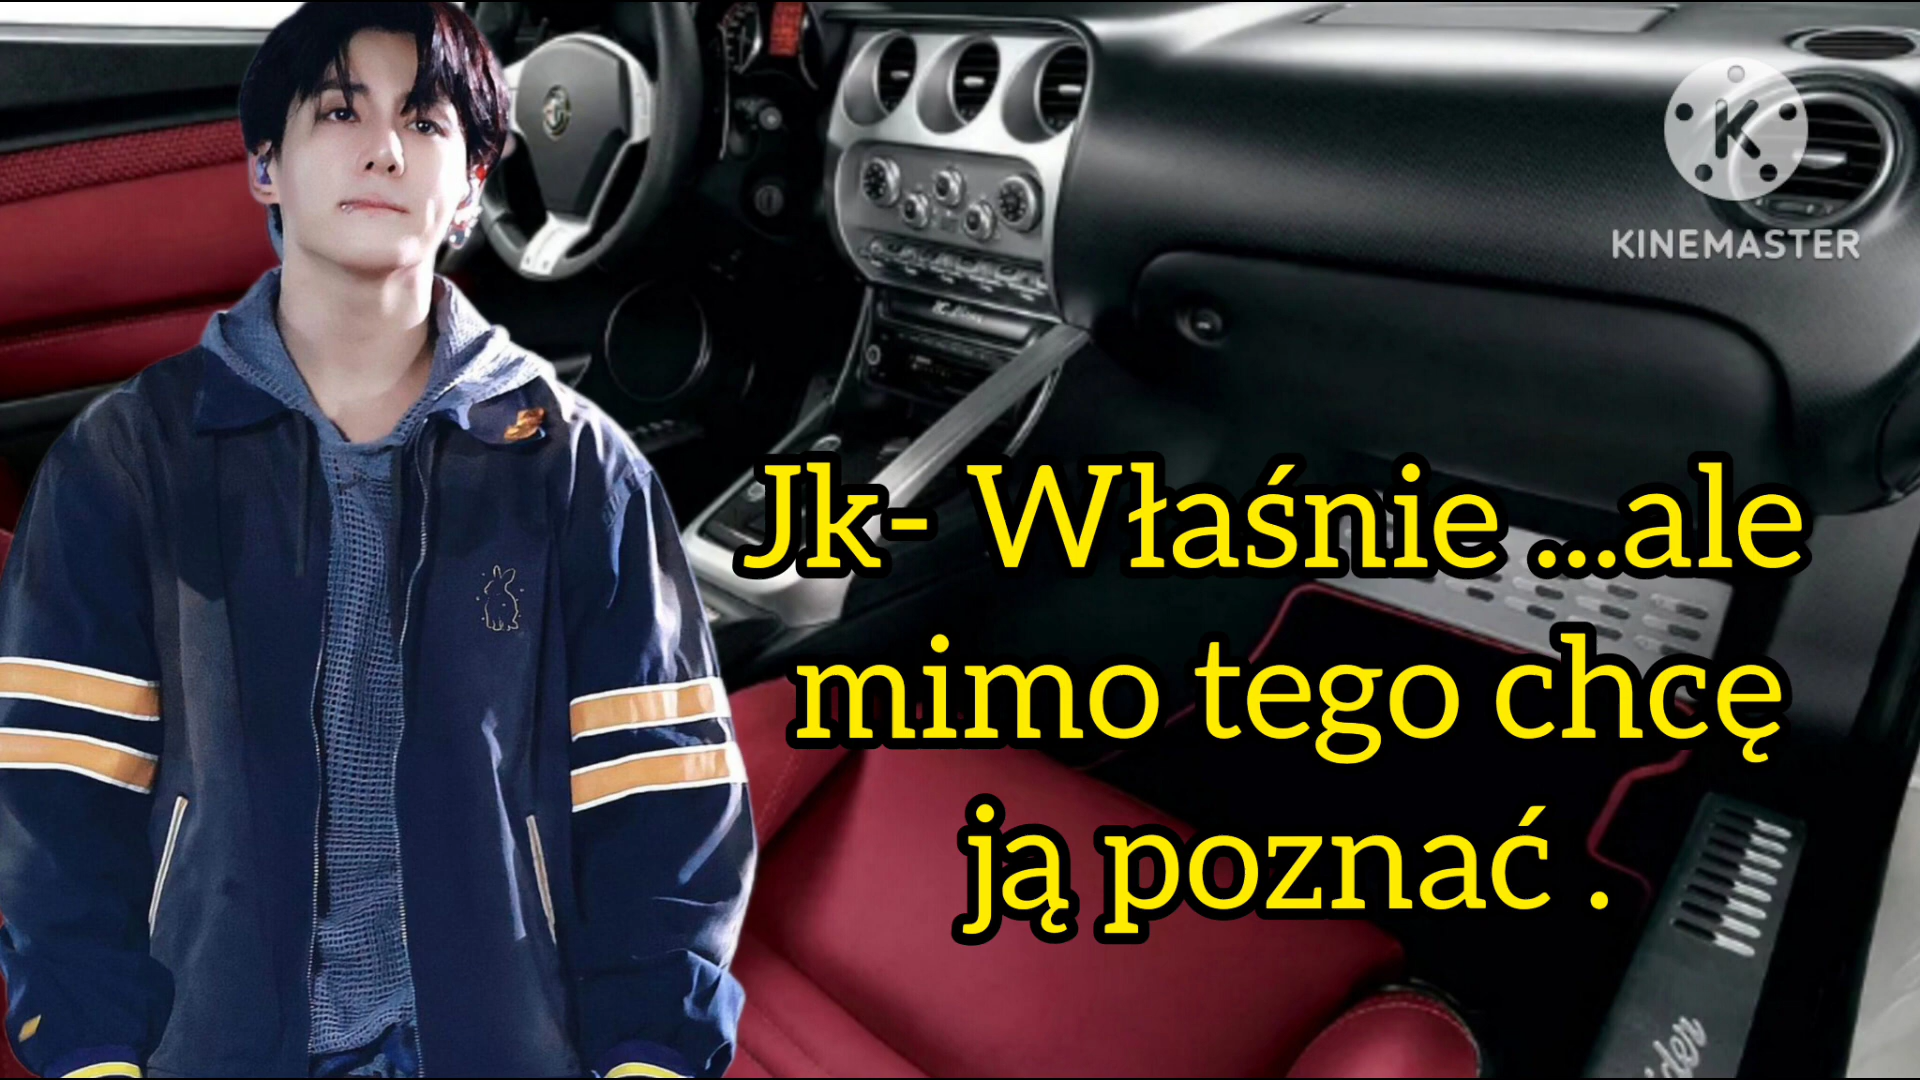 K
KINEMASTER
Jk- Właśnie ...ale
mimo tego chcę
ją poznać .